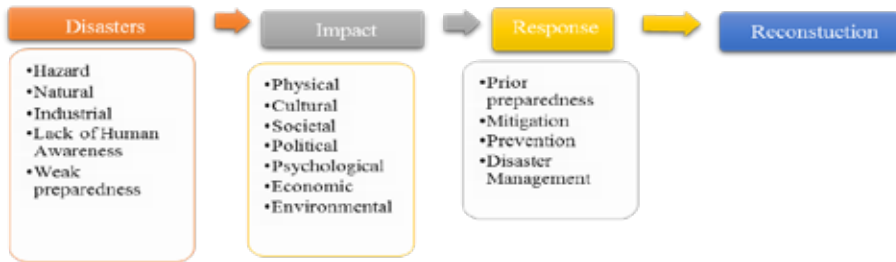 Disasters
•Hazard
•Natural
•Industrial
•Lack of Human
Awareness
•Weak
preparedness
Impact
•Physical
•Cultural
•Societal
•Political
•Psychological
•Economic
•Environmental
Response
•Prior
preparedness
•Mitigation
•Prevention
•Disaster
Management
Reconstuction